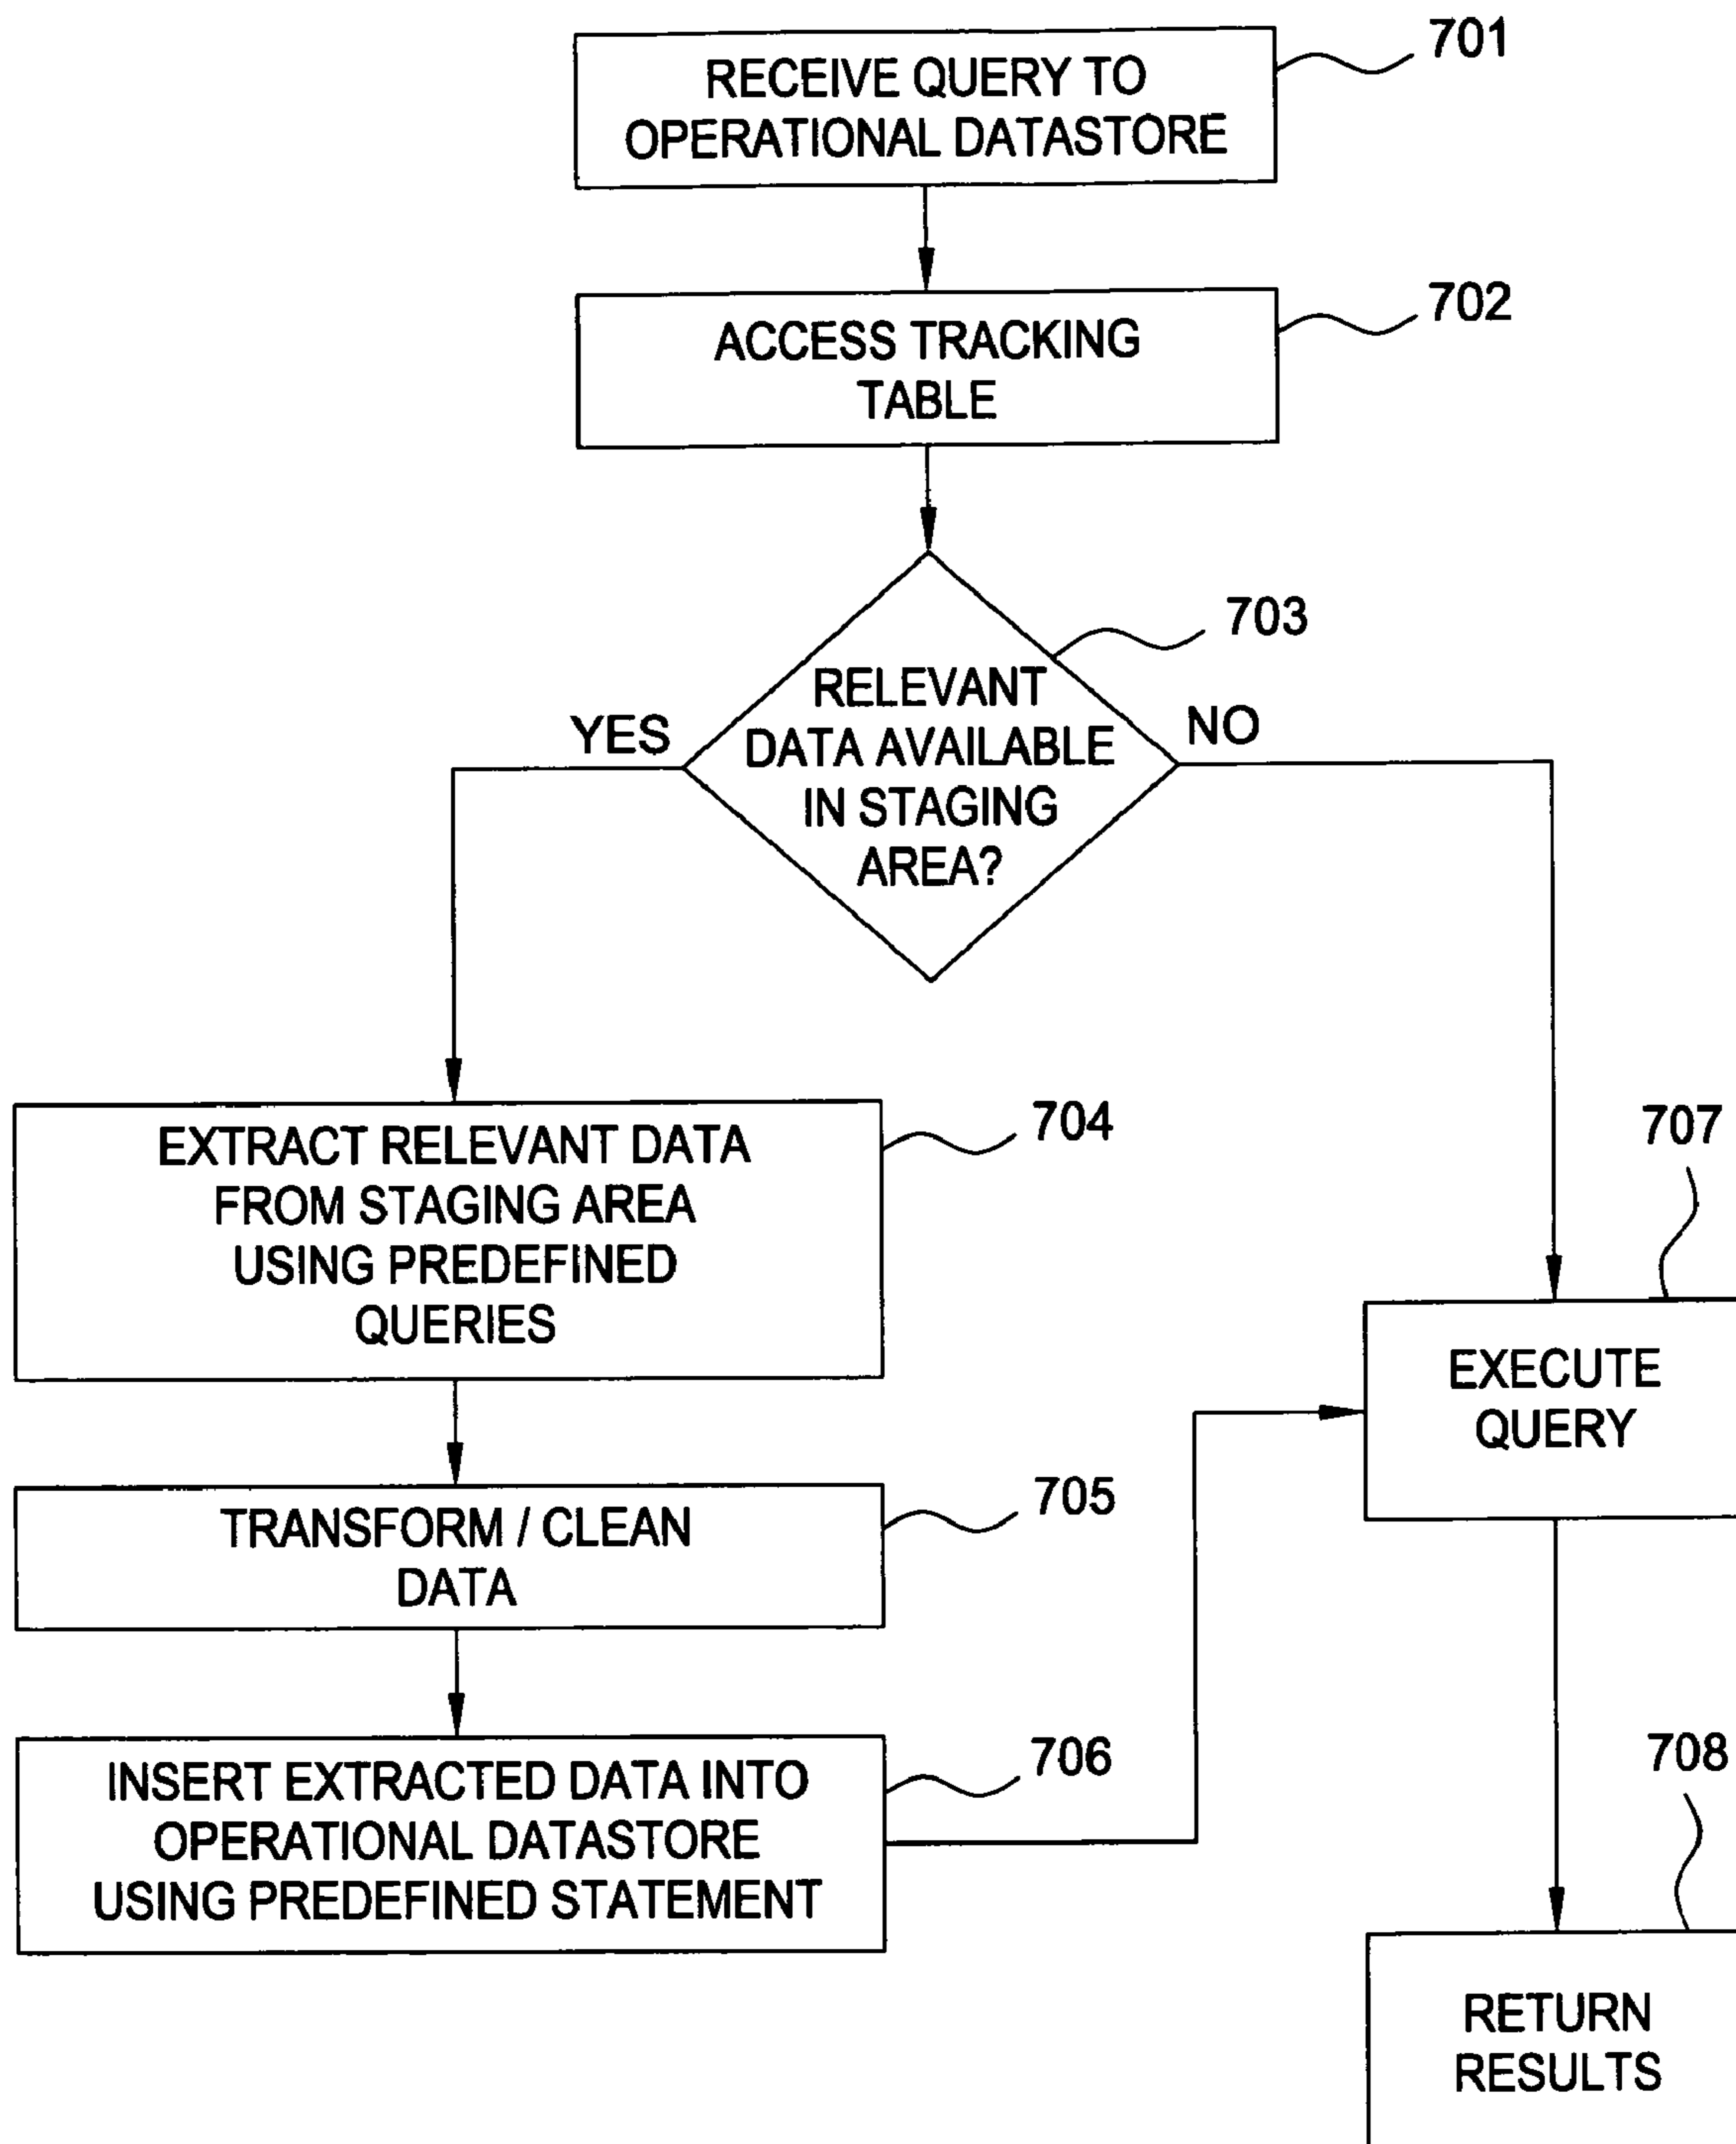 RECEIVE QUERY TO
OPERATIONAL DATASTORE
701
ACCESS TRACKING
TABLE
702
703
RELEVANT
DATA AVAILABLE
IN STAGING
AREA?
YES
NO
EXTRACT RELEVANT DATA
FROM STAGING AREA
USING PREDEFINED
QUERIES
704
TRANSFORM / CLEAN
DATA
705
INSERT EXTRACTED DATA INTO
OPERATIONAL DATASTORE
USING PREDEFINED STATEMENT
706
707
EXECUTE
QUERY
708
RETURN
RESULTS